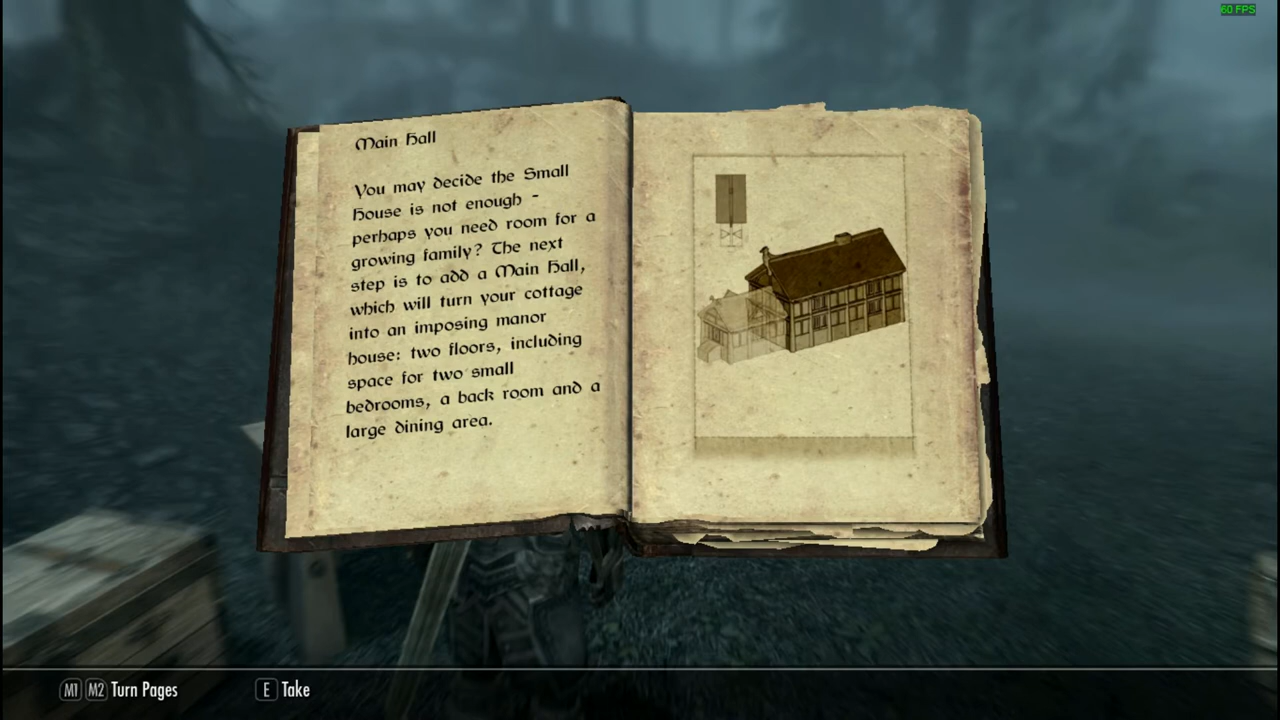 60 FPS
Main Hall
You may decide the Small
House is not enough -
perhaps you need room for a
growing family? The next
step is to add a Main Hall,
which will turn your cottage
into an imposing manor
house: two floors, including
space for two small
bedrooms, a back room and a
large dining area.
M1 M2 Turn Pages
E Take